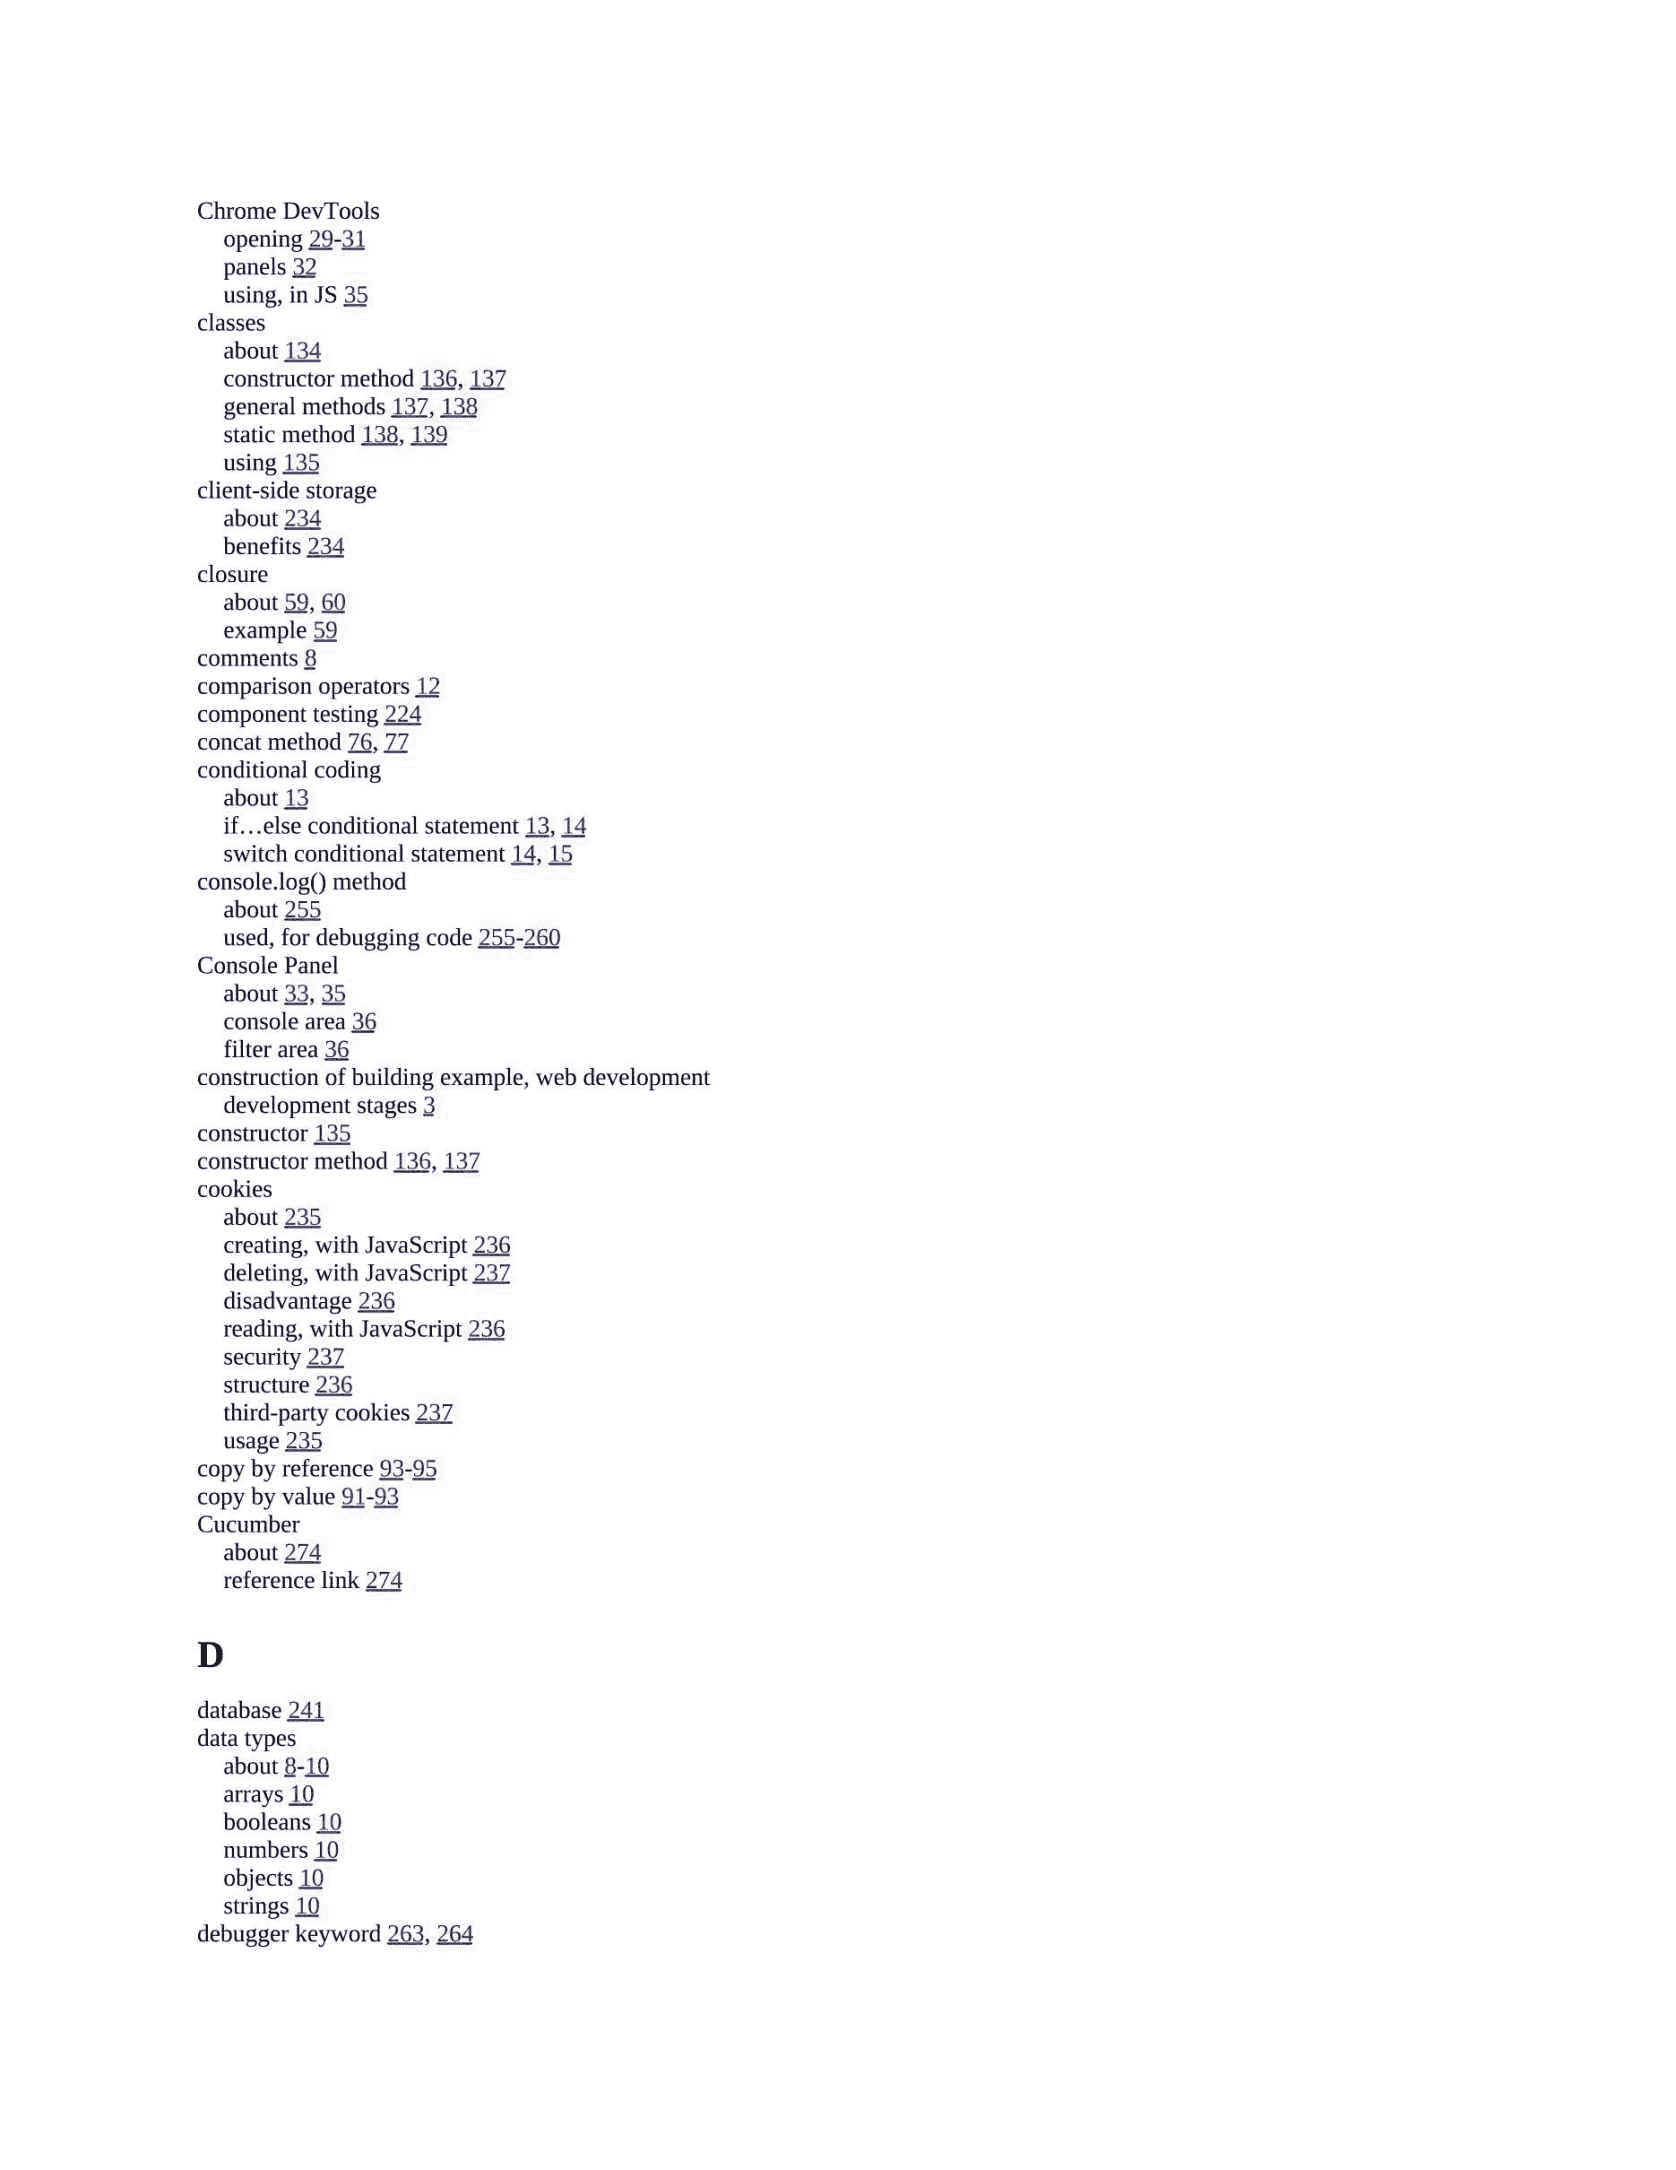 Chrome DevTools
opening 29-31
panels 32
using, in JS 35
classes
about 134
constructor method 136, 137
general methods 137, 138
static method 138, 139
using 135
client-side storage
about 234
benefits 234
closure
about 59, 60
example 59
comments 8
comparison operators 12
component testing 224
concat method 76, 77
conditional coding
about 13
if…else conditional statement 13, 14
switch conditional statement 14, 15
console.log() method
about 255
used, for debugging code 255-260
Console Panel
about 33, 35
console area 36
filter area 36
construction of building example, web development
development stages 3
constructor 135
constructor method 136, 137
cookies
about 235
creating, with JavaScript 236
deleting, with JavaScript 237
disadvantage 236
reading, with JavaScript 236
security 237
structure 236
third-party cookies 237
usage 235
copy by reference 93-95
copy by value 91-93
Cucumber
about 274
reference link 274
D
database 241
data types
about 8-10
arrays 10
booleans 10
numbers 10
objects 10
strings 10
debugger keyword 263, 264